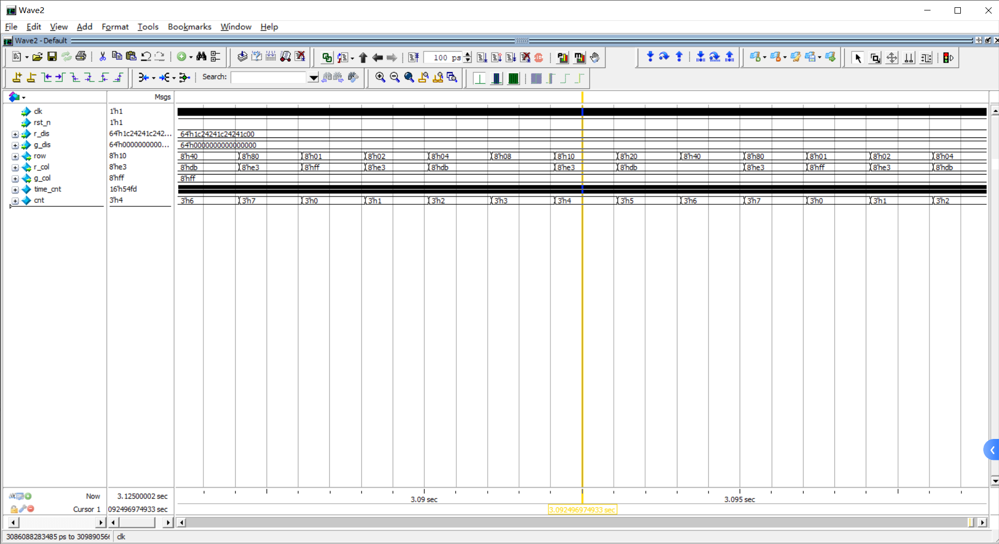 Wave2
File Edit View Add Format Tools Bookmarks Window Help
Wave2 - Default
100 ps
Search:
Msgs
clk 1'h1
rst_n 1'h1
r_dis 64'h1c24241c242... 64'h1c24241c24241c00
g_dis 64'h0000000000... 64'h0000000000000000
row 8'h10 8'h40 8'h80 8'h01 8'h02 8'h04 8'h08 8'h10 8'h20 8'h40 8'h80 8'h01 8'h02 8'h04
r_col 8'he3 8'hdb 8'he3 8'hff 8'he3 8'hdb 8'he3 8'hdb 8'he3 8'hff 8'he3 8'hdb
g_col 8'hff 8'hff
time_cnt 16'h54fd
cnt 3'h4 3'h6 3'h7 3'h0 3'h1 3'h2 3'h3 3'h4 3'h5 3'h6 3'h7 3'h0 3'h1 3'h2
Now 3.12500002 sec 3.09 sec 3.095 sec
Cursor 1 092496974933 sec 3.092496974933 sec
3086088283485 ps to 309890566 clk